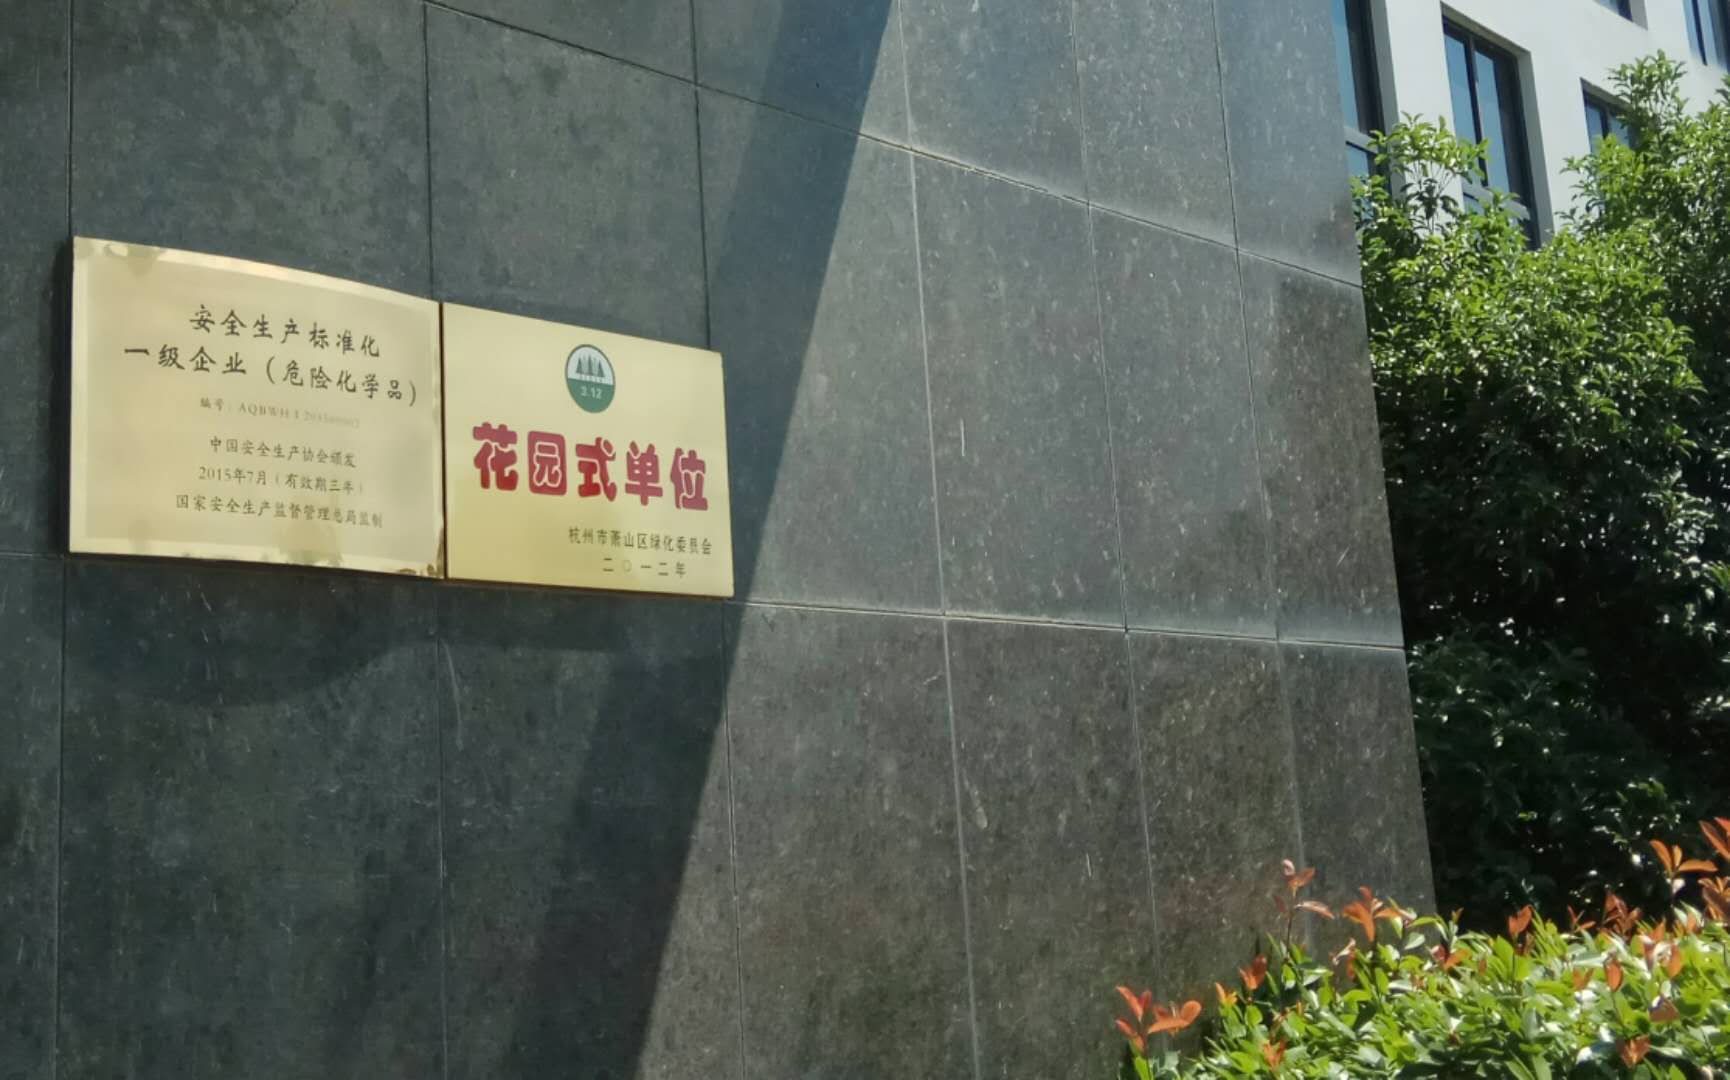 安全生产标准化
一级企业（危险化学品）
编号：AQBWHⅠ
中国安全生产协会颁发
2015年7月（有效期三年）
国家安全生产监督管理总局监制
3.12
花园式单位
杭州市萧山区绿化委员会
二〇一二年